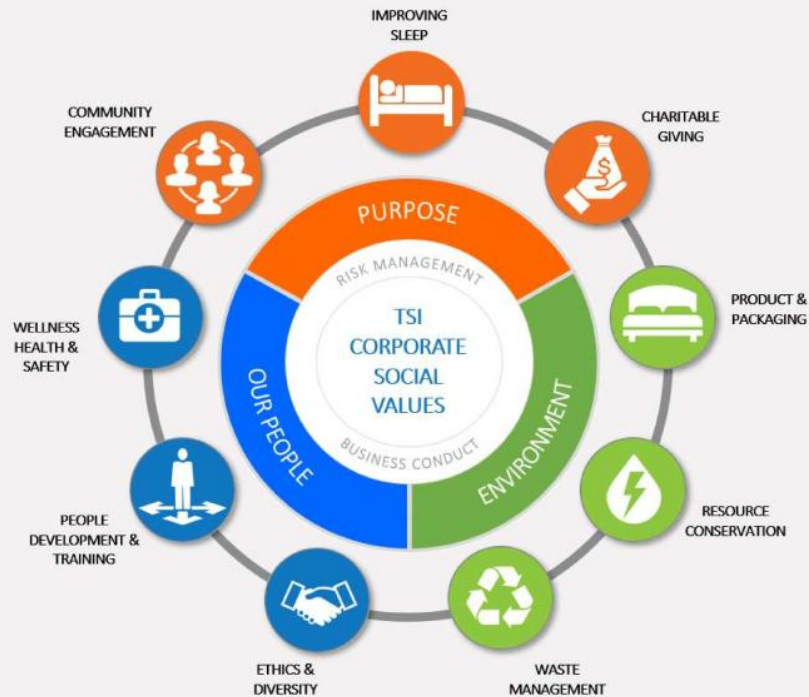 IMPROVING
SLEEP
COMMUNITY
ENGAGEMENT
CHARITABLE
GIVING
$
PURPOSE
RISK MANAGEMENT
TSI
CORPORATE
SOCIAL
VALUES
BUSINESS CONDUCT
OUR PEOPLE
ENVIRONMENT
WELLNESS
HEALTH &
SAFETY
PRODUCT &
PACKAGING
PEOPLE
DEVELOPMENT &
TRAINING
RESOURCE
CONSERVATION
ETHICS &
DIVERSITY
WASTE
MANAGEMENT